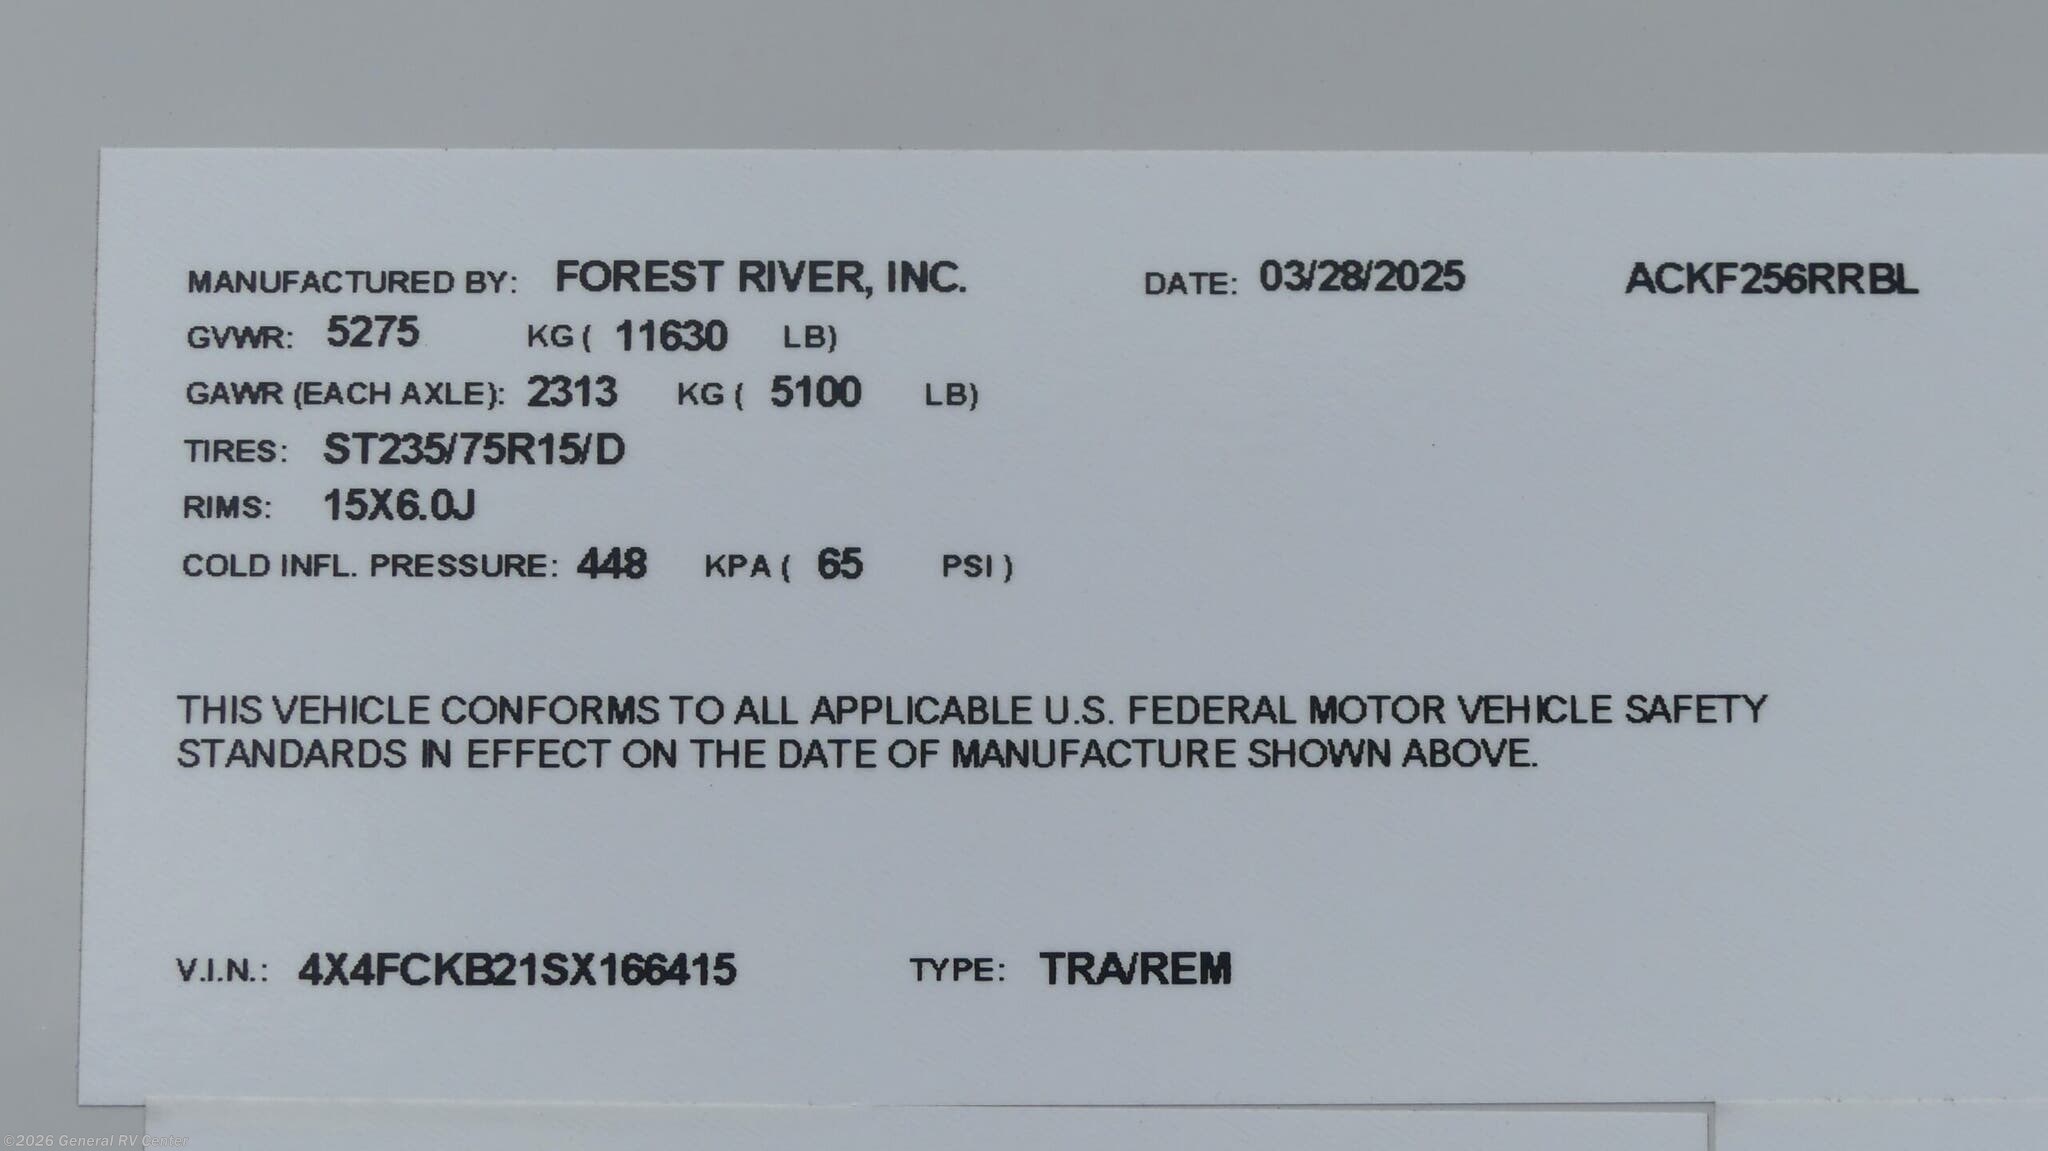 MANUFACTURED BY: FOREST RIVER, INC. DATE: 03/28/2025 ACKF256RRBL
GVWR: 5275 KG ( 11630 LB)
GAWR (EACH AXLE): 2313 KG ( 5100 LB)
TIRES: ST235/75R15/D
RIMS: 15X6.0J
COLD INFL. PRESSURE: 448 KPA ( 65 PSI )
THIS VEHICLE CONFORMS TO ALL APPLICABLE U.S. FEDERAL MOTOR VEHICLE SAFETY
STANDARDS IN EFFECT ON THE DATE OF MANUFACTURE SHOWN ABOVE.
V.I.N.: 4X4FCKB21SX166415 TYPE: TRA/REM
©2026 General RV Center